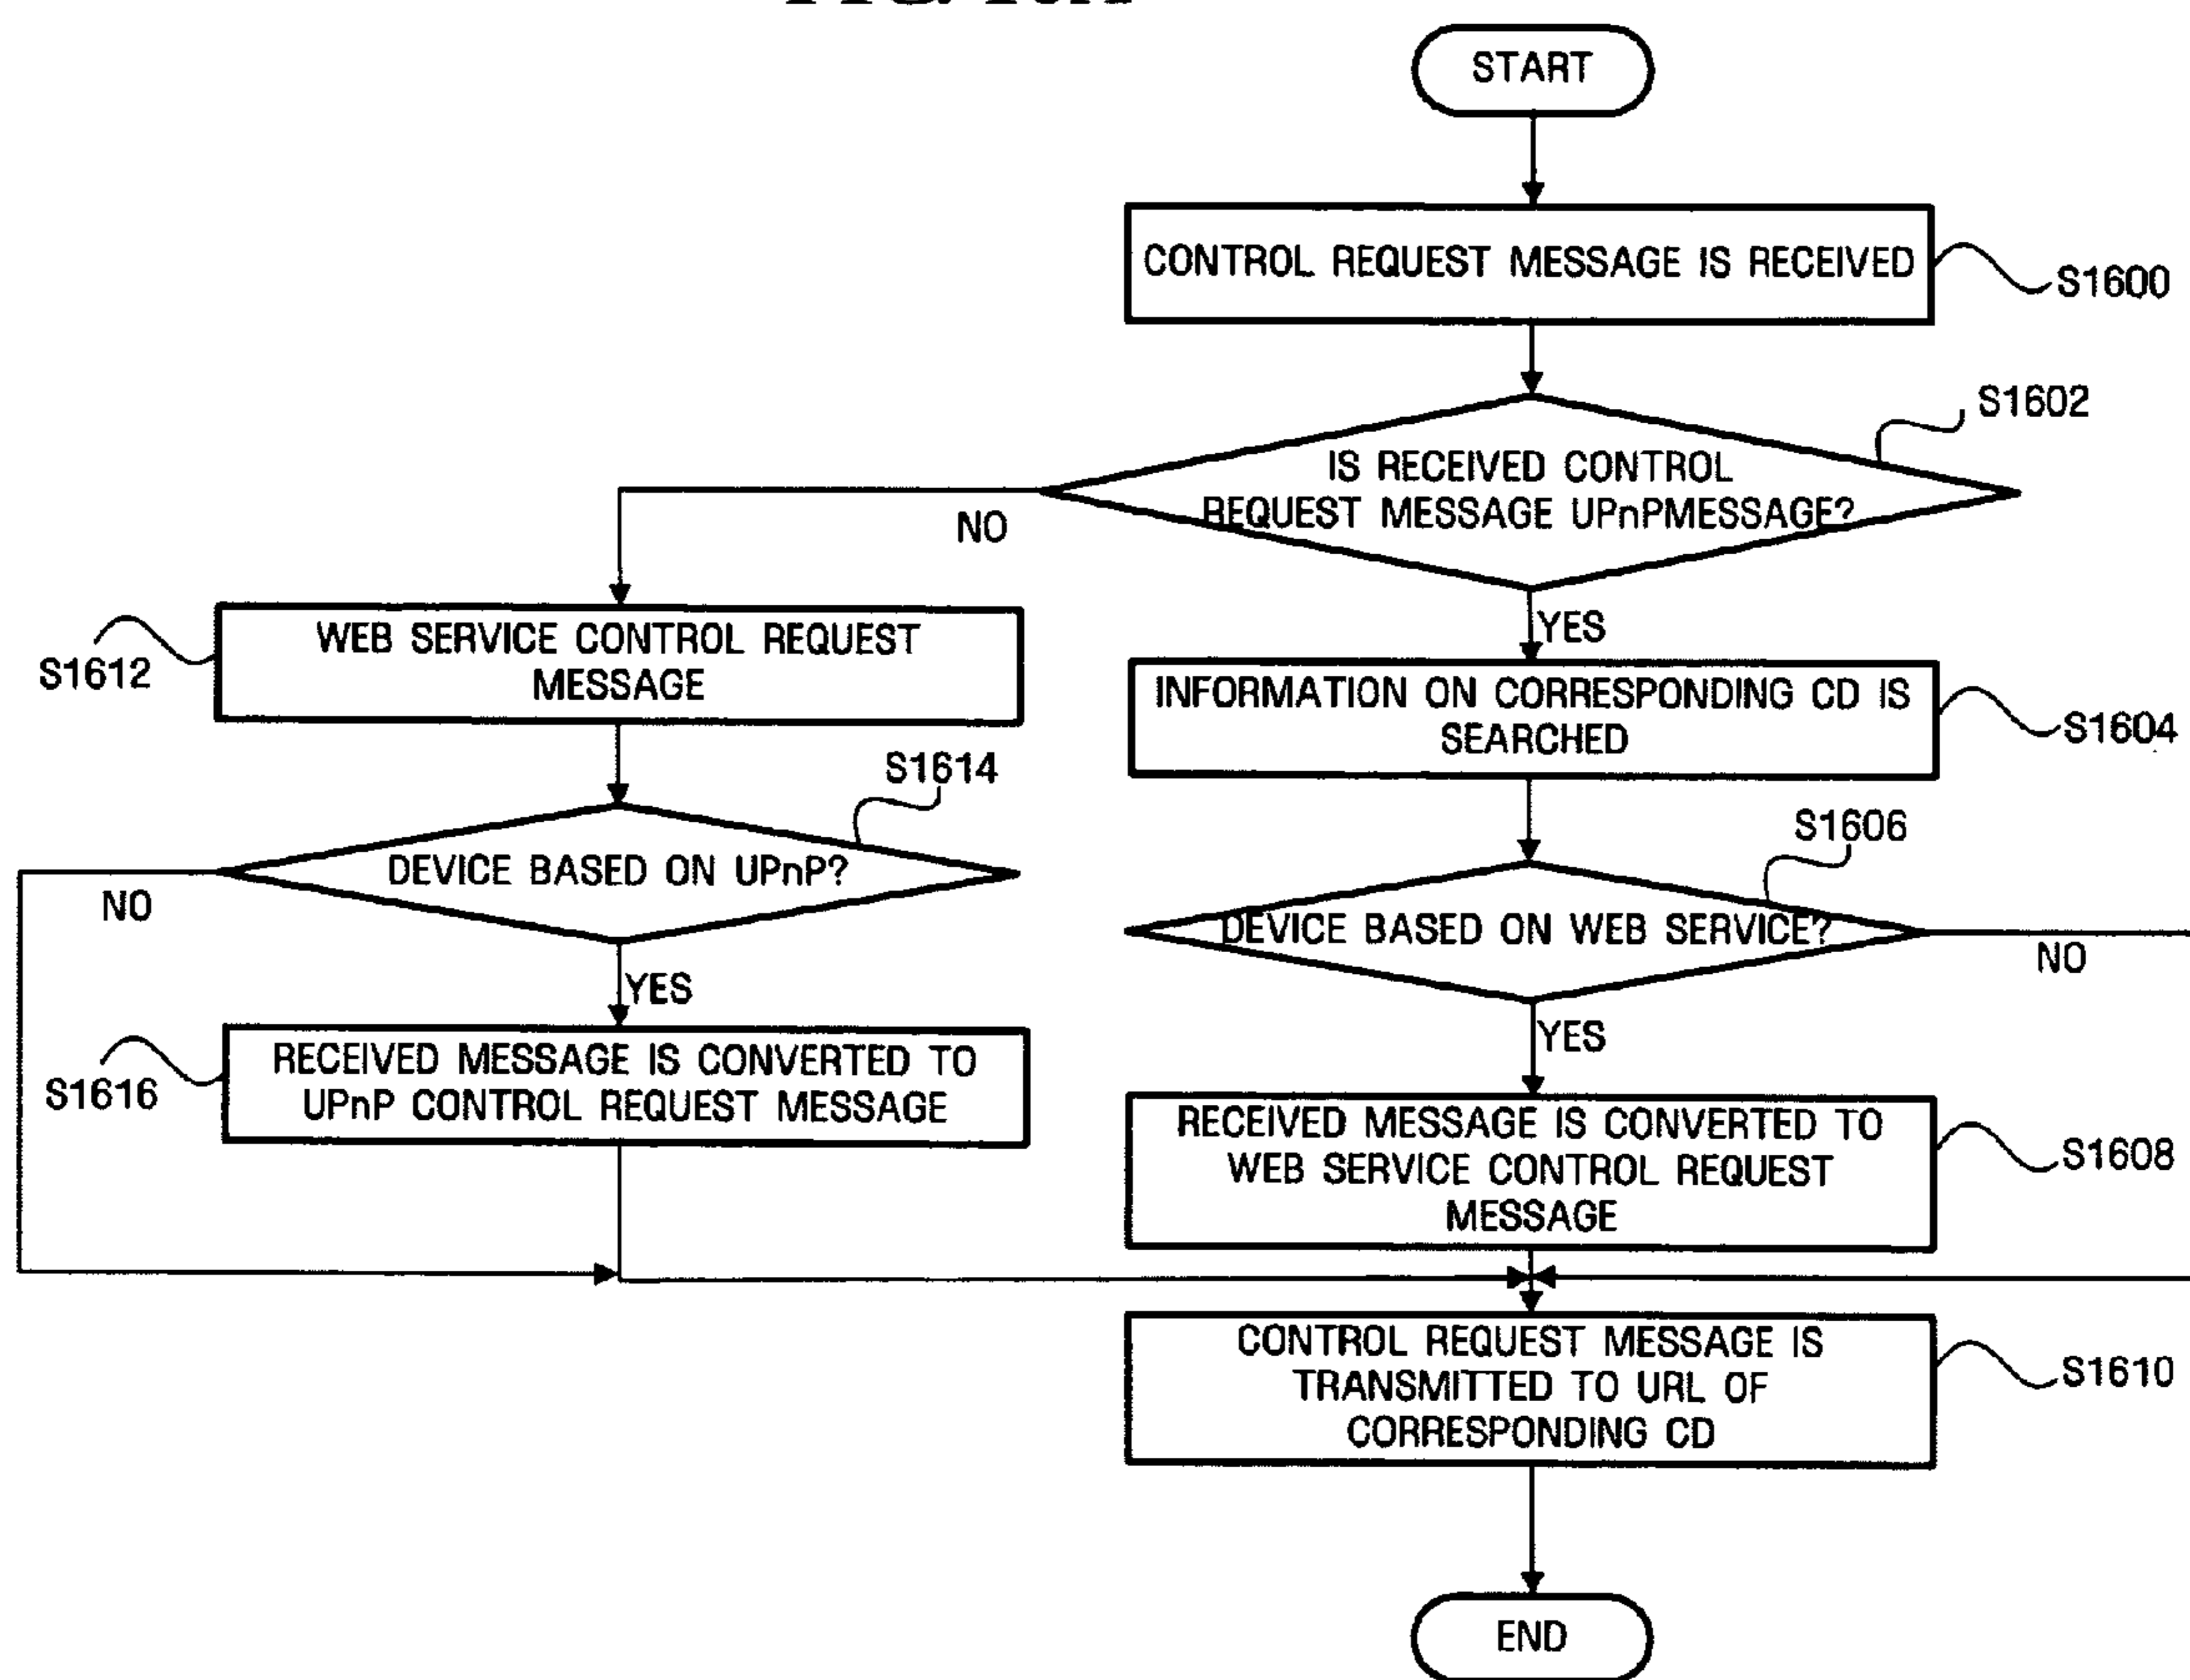 START
CONTROL REQUEST MESSAGE IS RECEIVED
S1600
S1602
IS RECEIVED CONTROL
REQUEST MESSAGE UPnPMESSAGE?
NO
YES
WEB SERVICE CONTROL REQUEST
MESSAGE
S1612
INFORMATION ON CORRESPONDING CD IS
SEARCHED
S1604
S1614
DEVICE BASED ON UPnP?
NO
YES
S1606
DEVICE BASED ON WEB SERVICE?
NO
YES
RECEIVED MESSAGE IS CONVERTED TO
UPnP CONTROL REQUEST MESSAGE
S1616
RECEIVED MESSAGE IS CONVERTED TO
WEB SERVICE CONTROL REQUEST
MESSAGE
S1608
CONTROL REQUEST MESSAGE IS
TRANSMITTED TO URL OF
CORRESPONDING CD
S1610
END